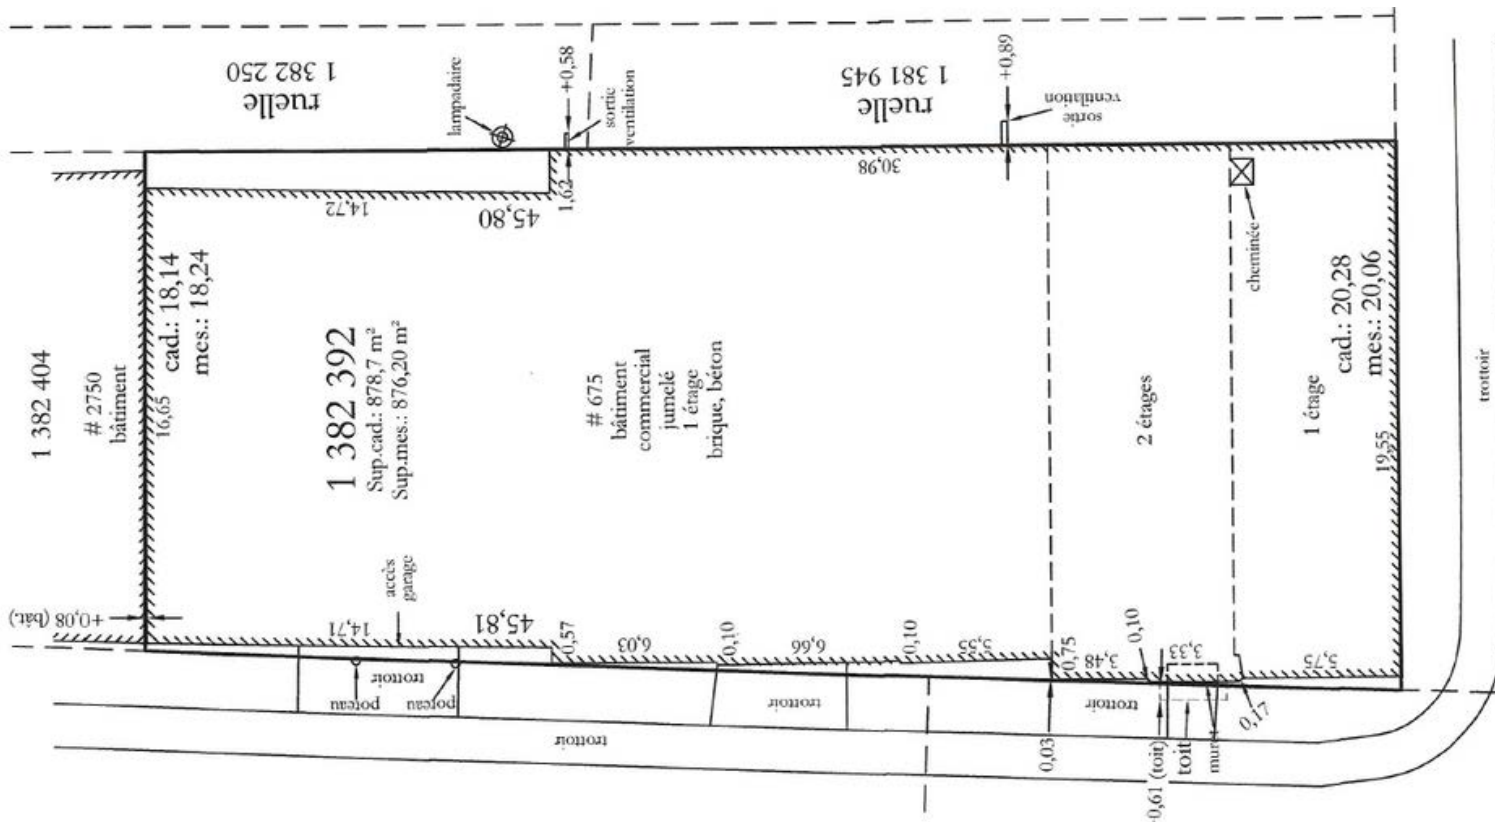 1 382 250
ruelle
lampadaire
+0,58
sortie
ventilation
1 381 945
ruelle
+0,89
sortie
ventilation
30,98
14,72
45,80
1,62
cheminée
1 382 404
# 2750
bâtiment
16,65
cad.: 18,14
mes.: 18,24
1 382 392
Sup.cad.: 878,7 m²
Sup.mes.: 876,20 m²
# 675
bâtiment
commercial
jumelé
1 étage
brique, béton
2 étages
1 étage
cad.: 20,28
mes.: 20,06
19,55
trottoir
+0,08 (bât.)
accès
garage
14,71
45,81
0,57
6,03
0,10
6,66
0,10
5,55
0,75
3,48
0,10
3,33
5,75
0,17
poteau
trottoir
poteau
trottoir
trottoir
trottoir
0,03
0,61 (toit)
toit
muret